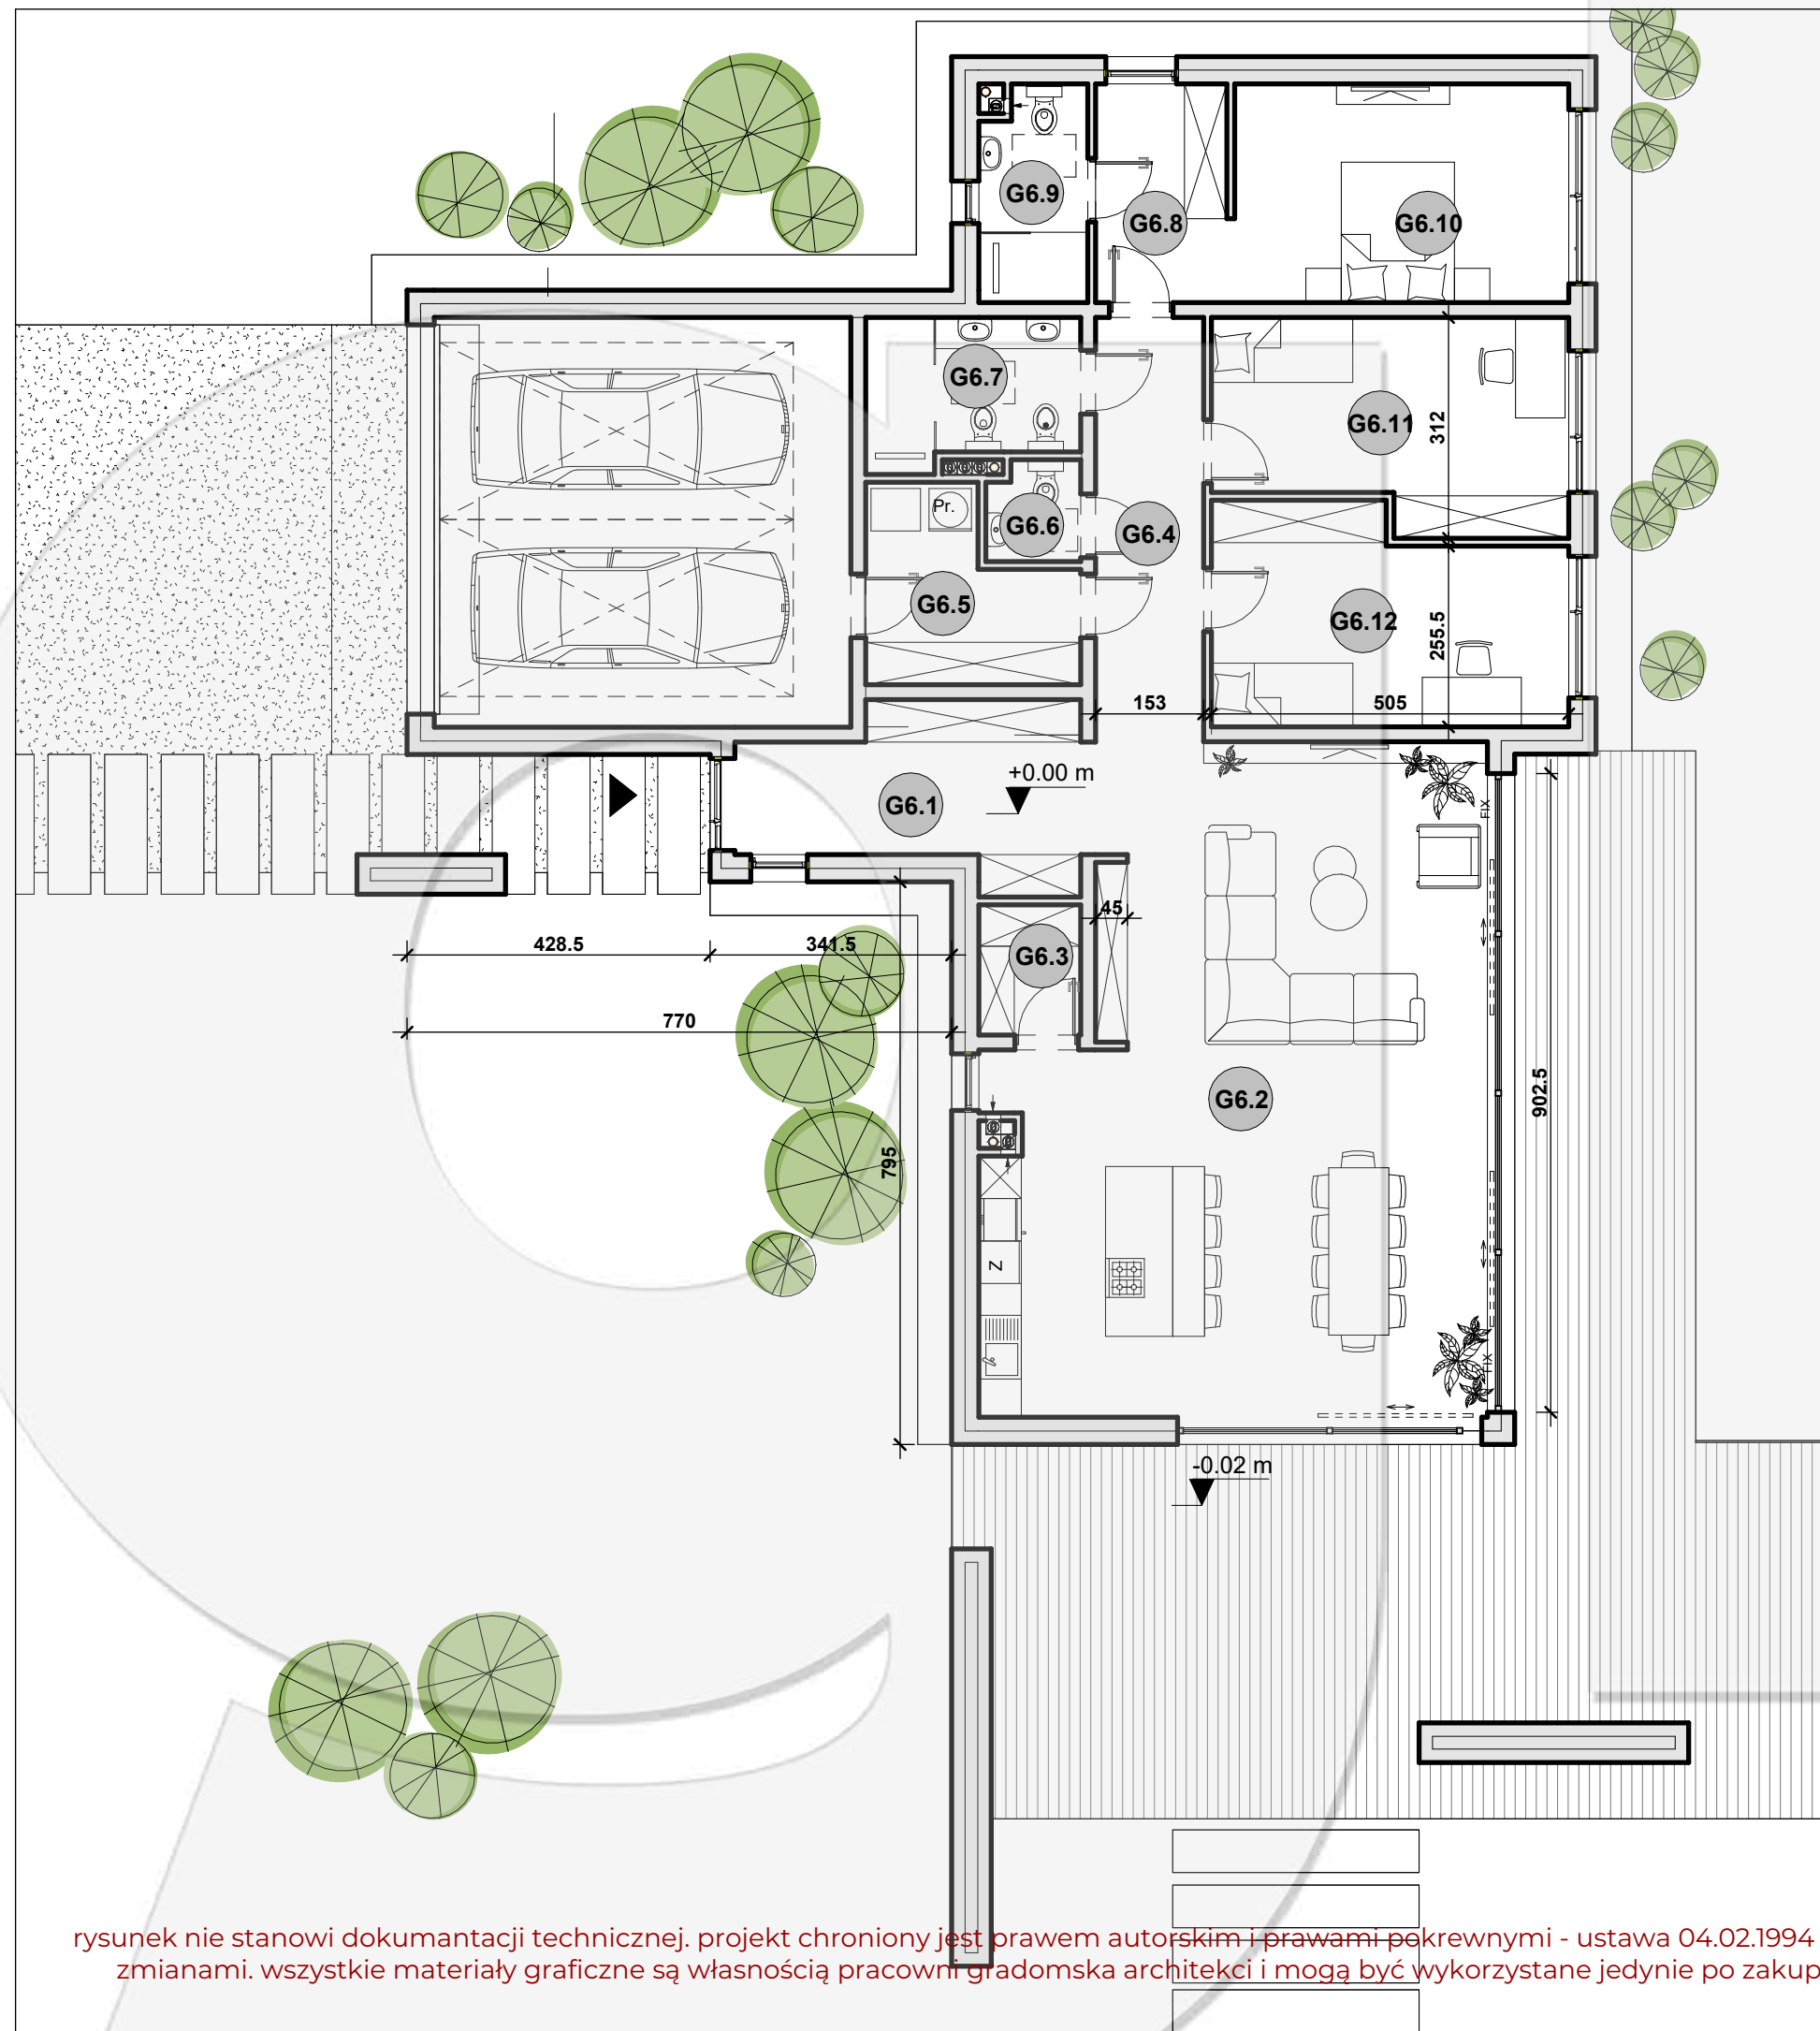 G6.9
G6.8
G6.10
G6.7
G6.11
312
Pr.
G6.6
G6.4
G6.5
G6.12
255.5
153
505
+0.00 m
G6.1
FIX
45
428.5
341.5
G6.3
770
902.5
G6.2
795
Z
FIX
-0.02 m
rysunek nie stanowi dokumantacji technicznej. projekt chroniony jest prawem autorskim i prawami pokrewnymi - ustawa 04.02.1994
zmianami. wszystkie materiały graficzne są własnością pracowni gradomska architekci i mogą być wykorzystane jedynie po zakup